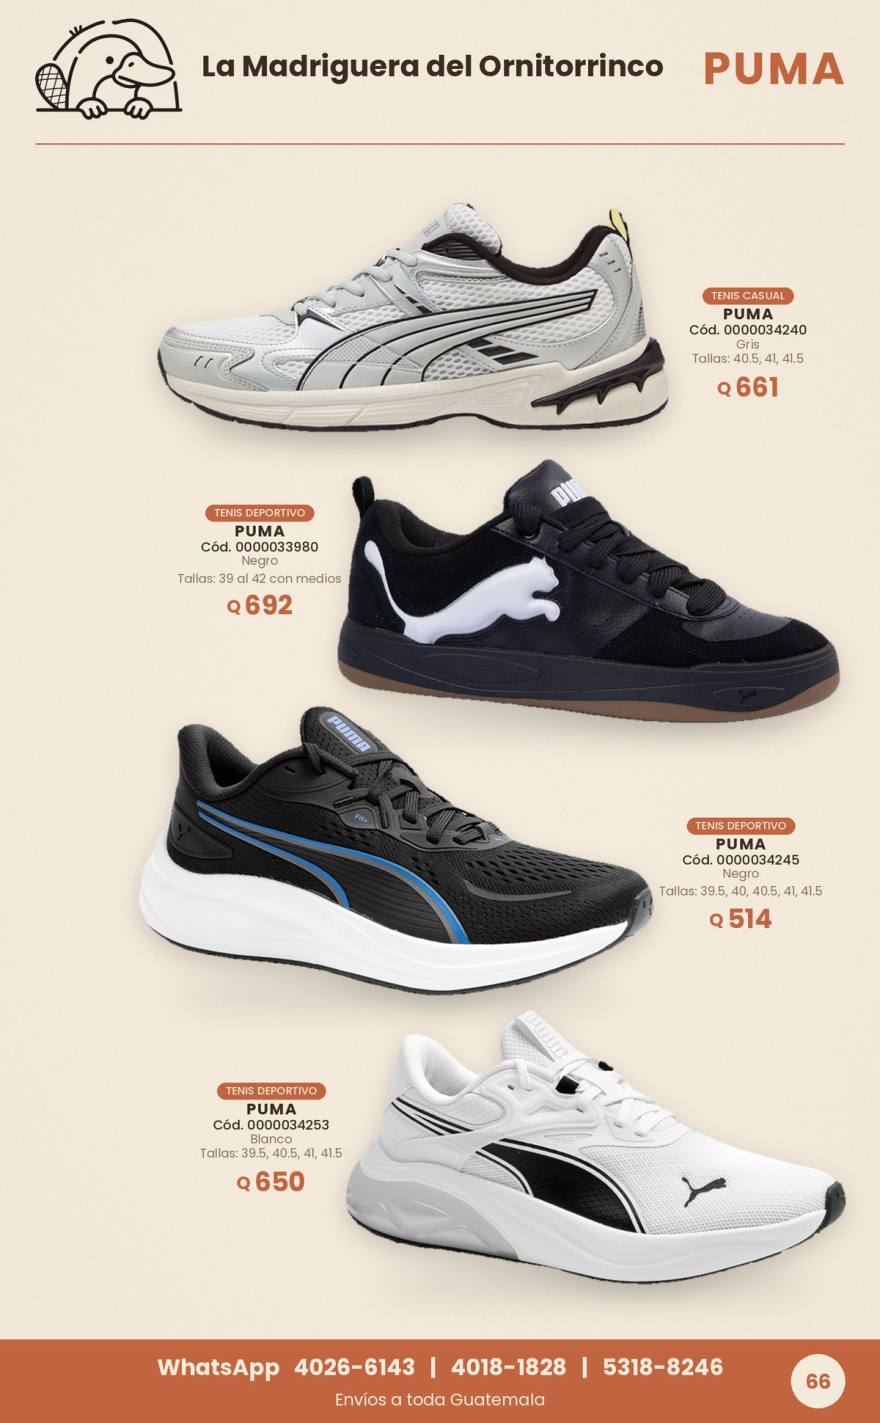 La Madriguera del Ornitorrinco
PUMA
TENIS CASUAL
PUMA
Cód. 0000034240
Gris
Tallas: 40.5, 41, 41.5
Q 661
TENIS DEPORTIVO
PUMA
Cód. 0000033980
Negro
Tallas: 39 al 42 con medios
Q 692
PUMA
Fit+
TENIS DEPORTIVO
PUMA
Cód. 0000034245
Negro
Tallas: 39.5, 40, 40.5, 41, 41.5
Q 514
TENIS DEPORTIVO
PUMA
Cód. 0000034253
Blanco
Tallas: 39.5, 40.5, 41, 41.5
Q 650
WhatsApp 4026-6143 | 4018-1828 | 5318-8246
Envíos a toda Guatemala
66